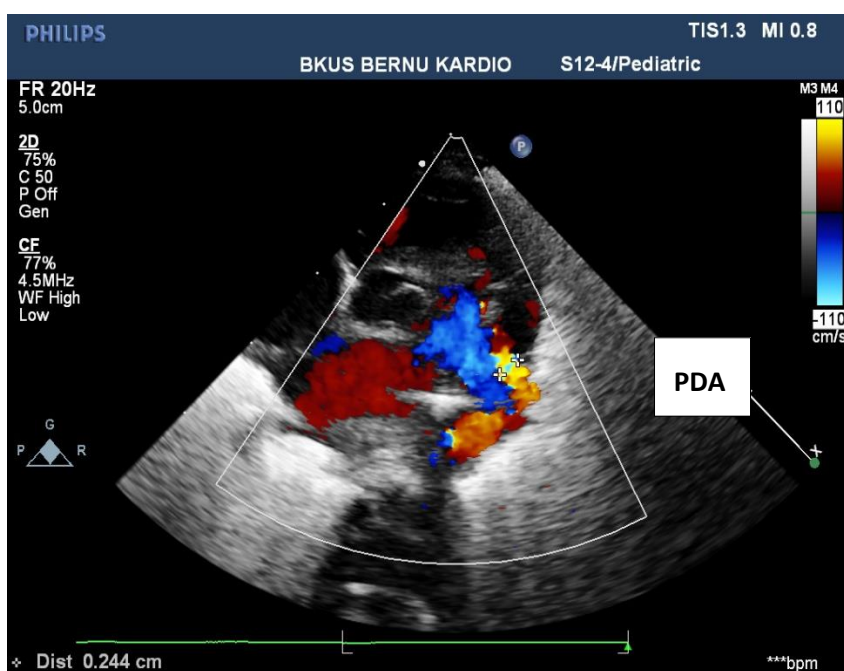 PHILIPS
TIS1.3 MI 0.8
BKUS BERNU KARDIO S12-4/Pediatric
FR 20Hz
5.0cm
2D
75%
C 50
P Off
Gen
CF
77%
4.5MHz
WF High
Low
M3 M4
110
-110
cm/s
P
PDA
G
P R
Dist 0.244 cm
***bpm